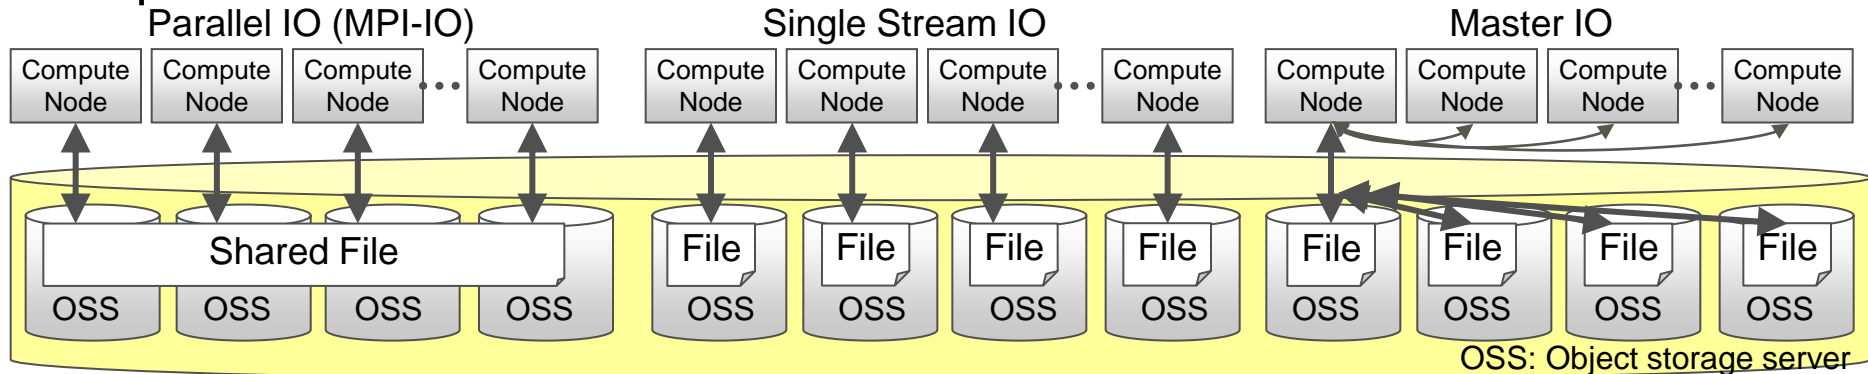 Parallel IO (MPI-IO)
Single Stream IO
Master IO
Compute Node
Compute Node
Compute Node
...
Compute Node
Compute Node
Compute Node
Compute Node
...
Compute Node
Compute Node
Compute Node
Compute Node
...
Compute Node
Shared File
File
File
File
File
File
File
File
File
OSS
OSS
OSS
OSS
OSS
OSS
OSS
OSS
OSS
OSS
OSS
OSS
OSS: Object storage server